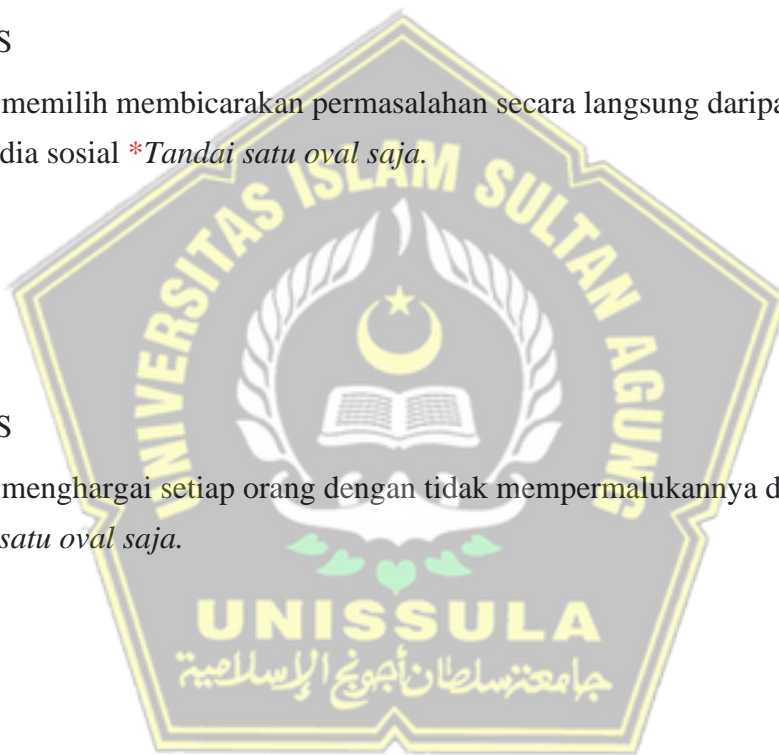 S
memilih membicarakan permasalahan secara langsung daripa
dia sosial *Tandai satu oval saja.
UNIVERSITAS ISLAM SULTAN AGUNG
S
menghargai setiap orang dengan tidak mempermalukannya d
satu oval saja.
UNISSULA
جامعة سلطان أجونج الإسلامية